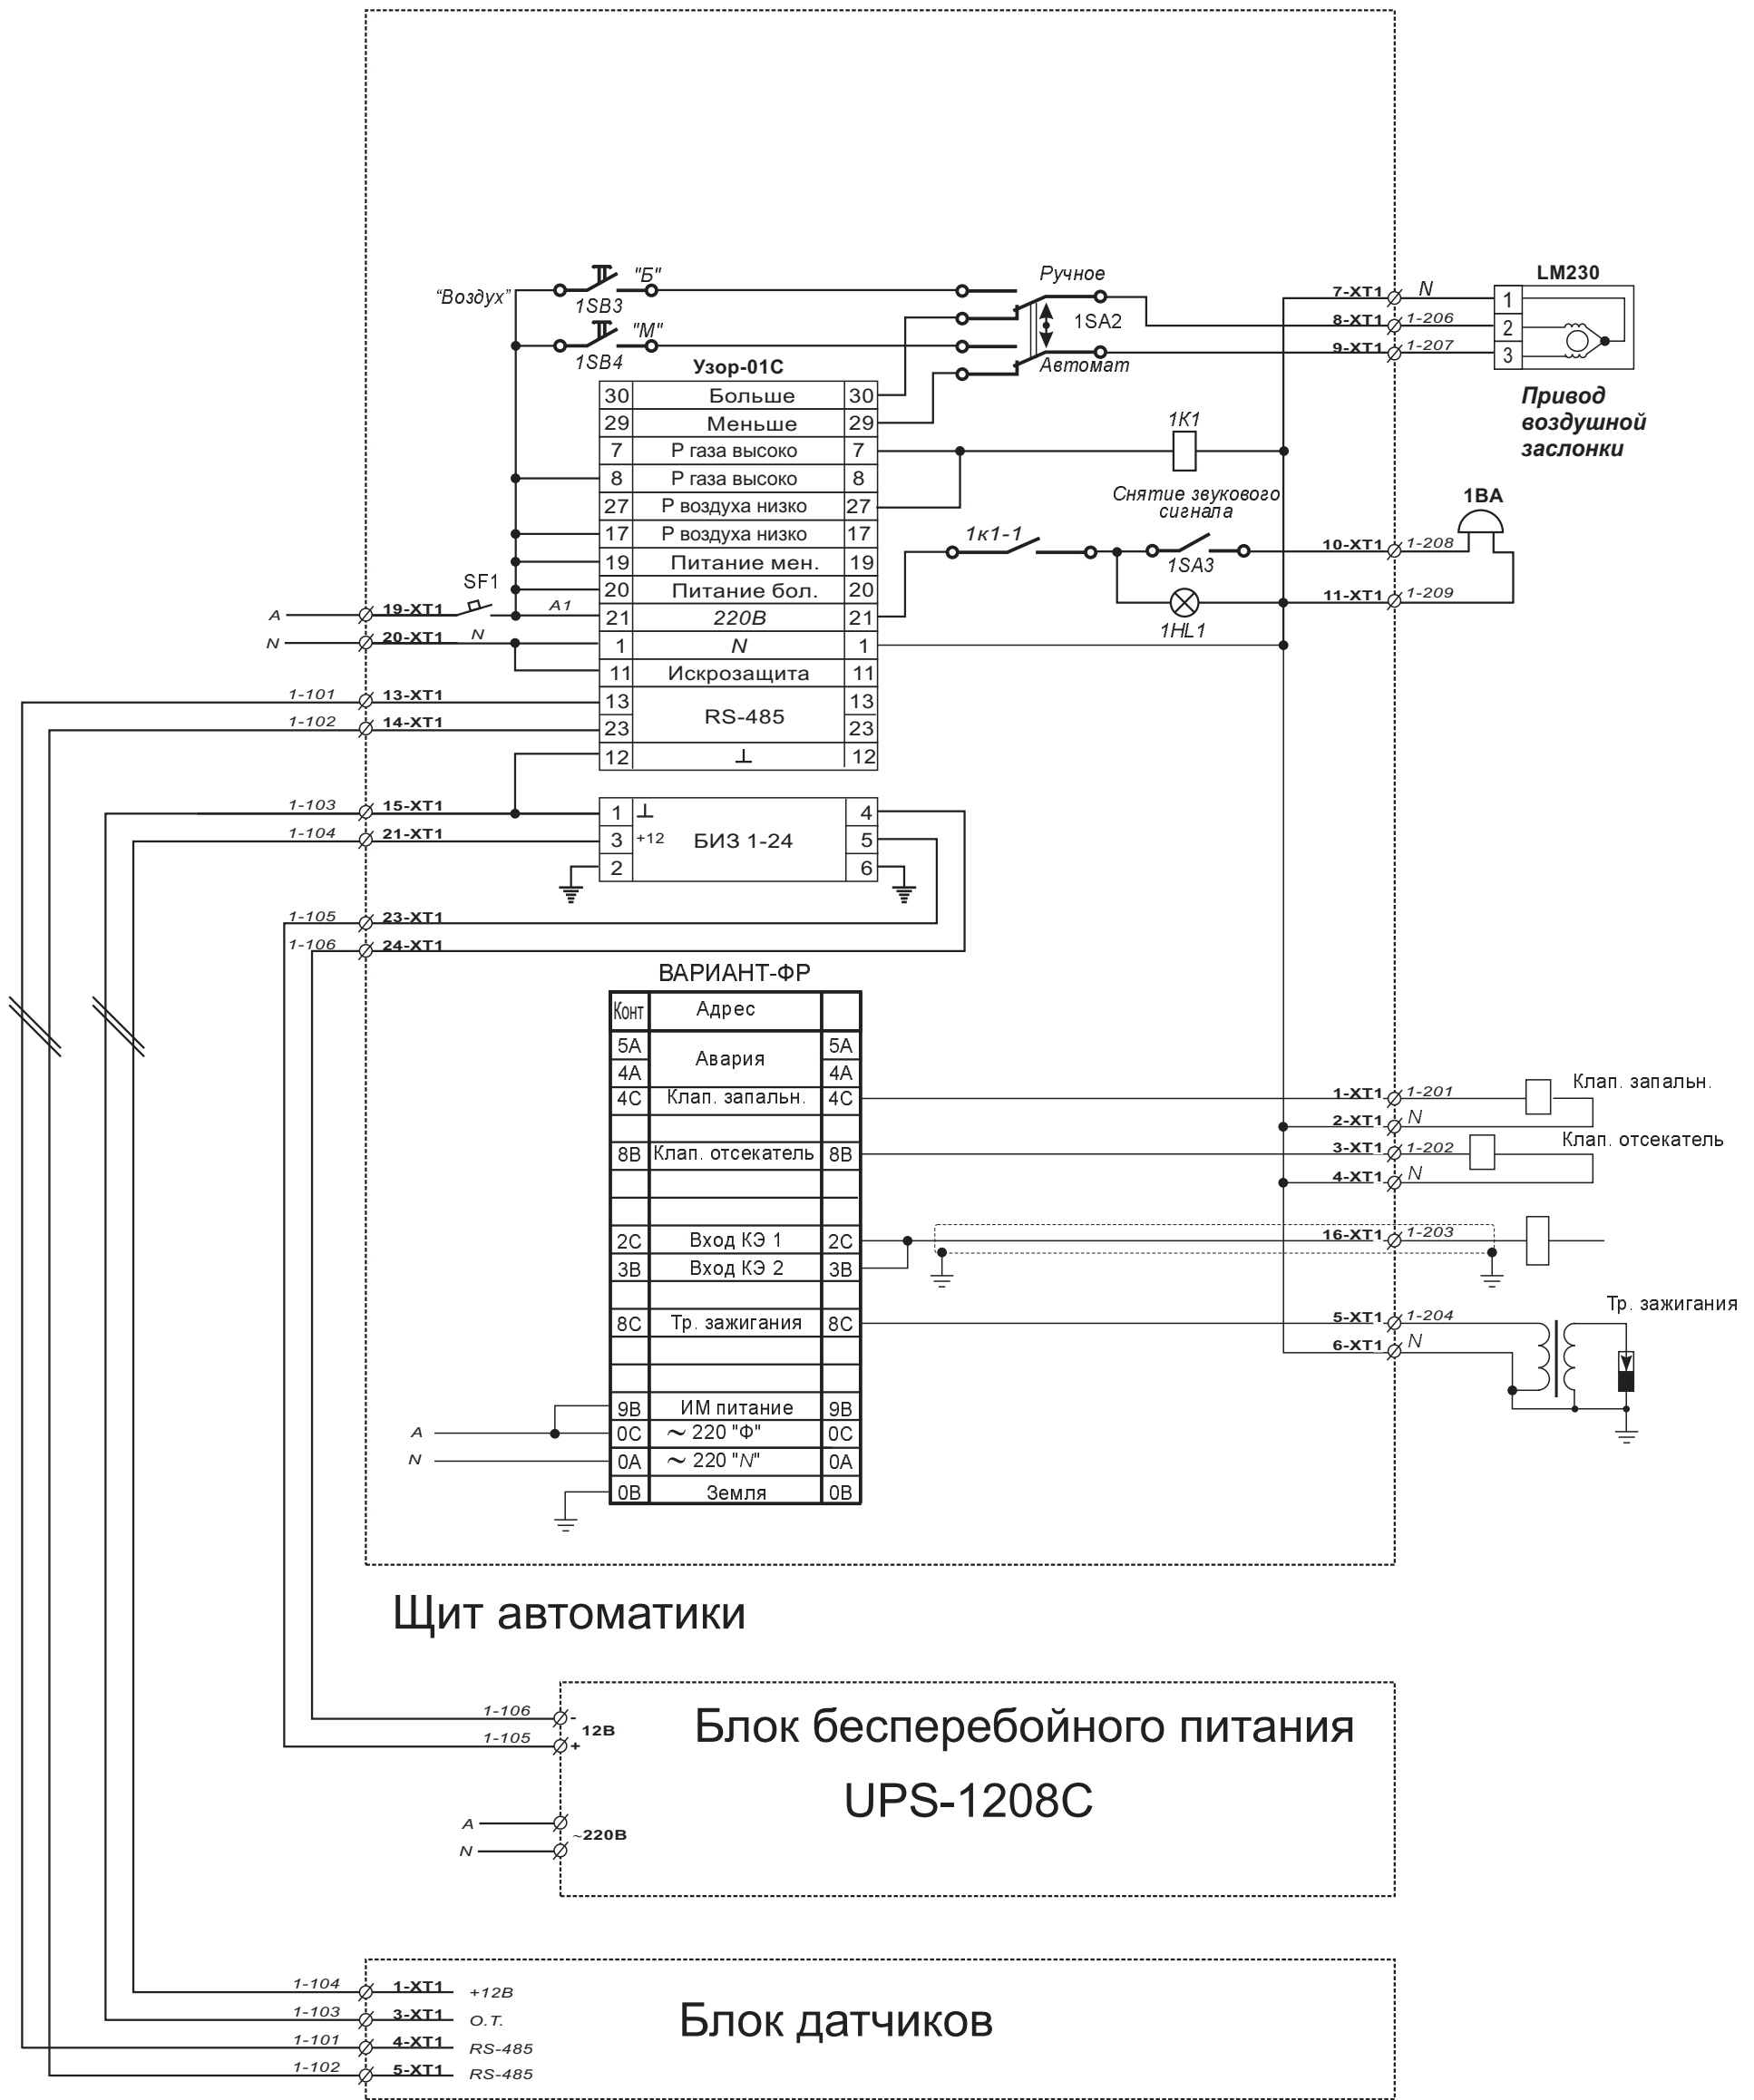 "Б"
"Воздух"
1SB3
"М"
1SB4
Ручное
1SA2
Автомат
7-XT1 N
8-XT1 1-206
9-XT1 1-207
LM230
1
2
3
Привод
воздушной
заслонки
Узор-01С
30 Больше 30
29 Меньше 29
7 Р газа высоко 7
8 Р газа высоко 8
27 Р воздуха низко 27
17 Р воздуха низко 17
19 Питание мен. 19
20 Питание бол. 20
21 220В 21
1 N 1
11 Искрозащита 11
13 RS-485 13
23 23
12 ⊥ 12
1К1
Снятие звукового
сигнала
1к1-1
1SA3
1HL1
10-XT1 1-208
11-XT1 1-209
1BA
SF1
A 19-XT1 A1
N 20-XT1 N
1-101 13-XT1
1-102 14-XT1
1-103 15-XT1
1-104 21-XT1
1 ⊥ 4
3 +12 БИЗ 1-24 5
2 6
1-105 23-XT1
1-106 24-XT1
ВАРИАНТ-ФР
Конт Адрес
5А Авария 5А
4А 4А
4С Клап. запальн. 4С
8В Клап. отсекатель 8В
2С Вход КЭ 1 2С
3В Вход КЭ 2 3В
8С Тр. зажигания 8С
9В ИМ питание 9В
A 0С ~ 220 "Ф" 0С
N 0А ~ 220 "N" 0А
0В Земля 0В
1-XT1 1-201 Клап. запальн.
2-XT1 N
3-XT1 1-202 Клап. отсекатель
4-XT1 N
16-XT1 1-203
5-XT1 1-204 Тр. зажигания
6-XT1 N
Щит автоматики
1-106 -
12В
1-105 +
A
~220В
N
Блок бесперебойного питания
UPS-1208C
1-104 1-XT1 +12В
1-103 3-XT1 О.Т.
1-101 4-XT1 RS-485
1-102 5-XT1 RS-485
Блок датчиков